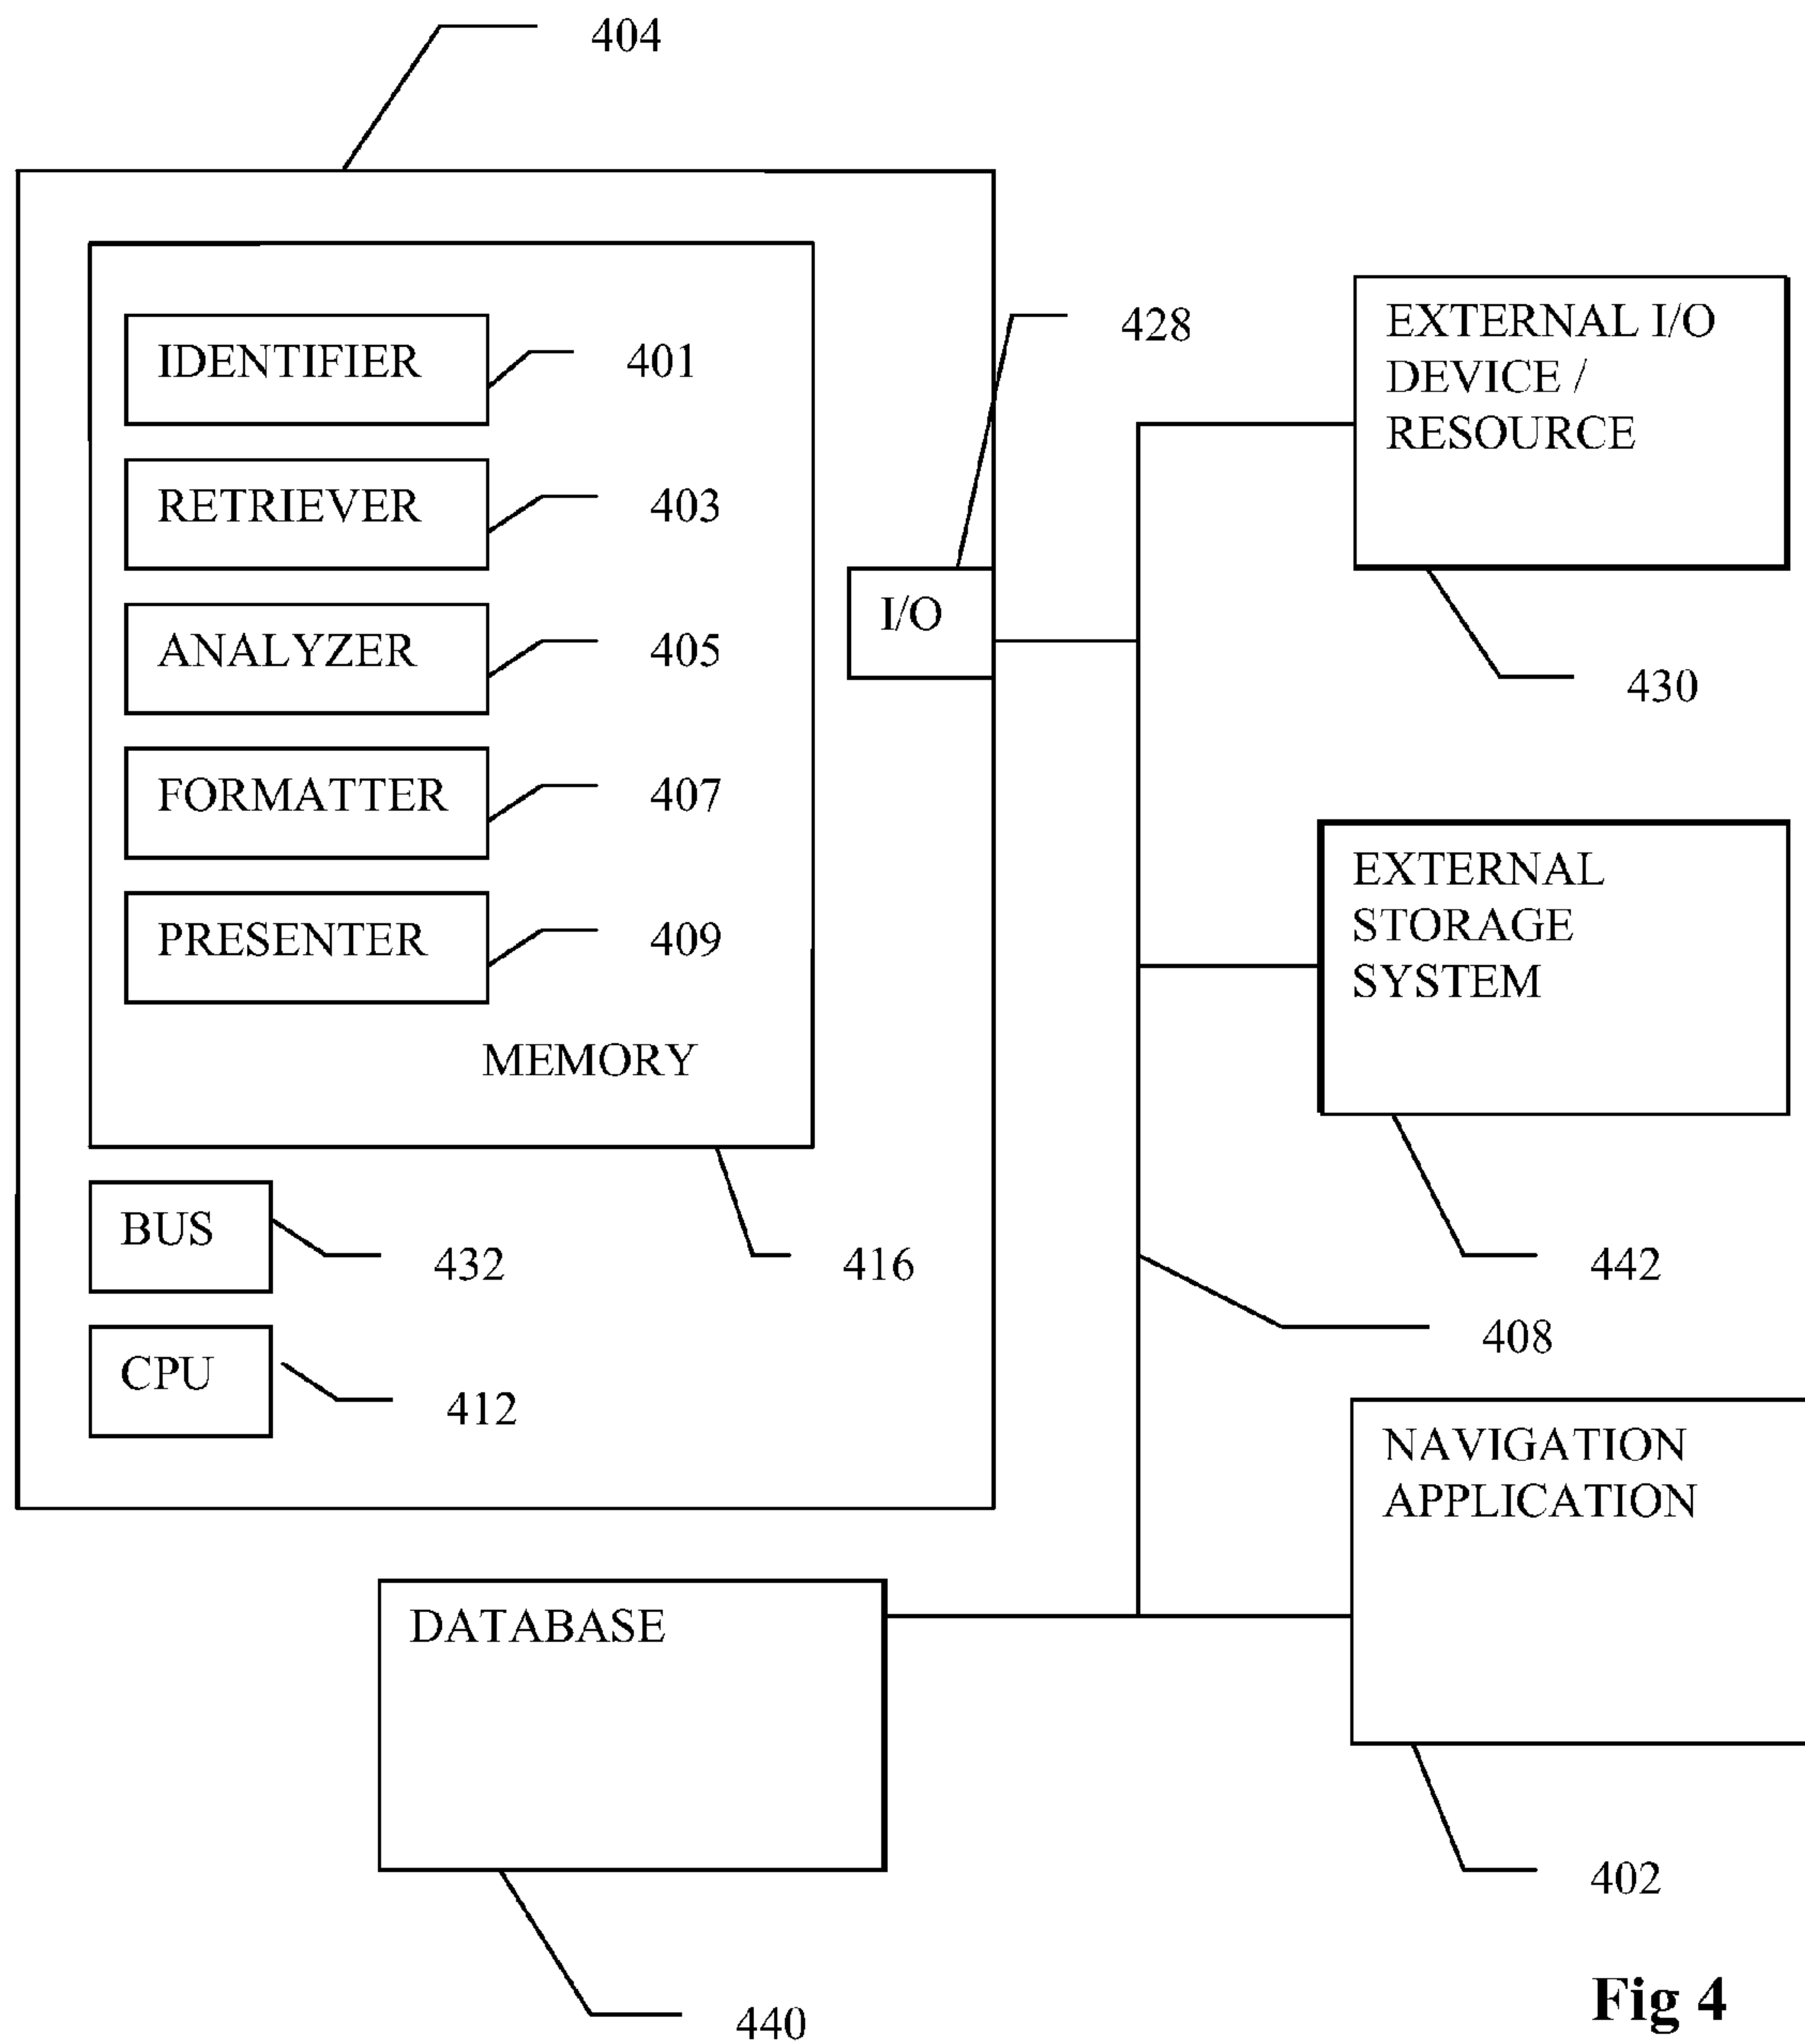 404
IDENTIFIER
401
RETRIEVER
403
ANALYZER
405
FORMATTER
407
PRESENTER
409
MEMORY
416
BUS
432
CPU
412
I/O
428
EXTERNAL I/O
DEVICE /
RESOURCE
430
EXTERNAL
STORAGE
SYSTEM
442
408
NAVIGATION
APPLICATION
402
DATABASE
440
Fig 4